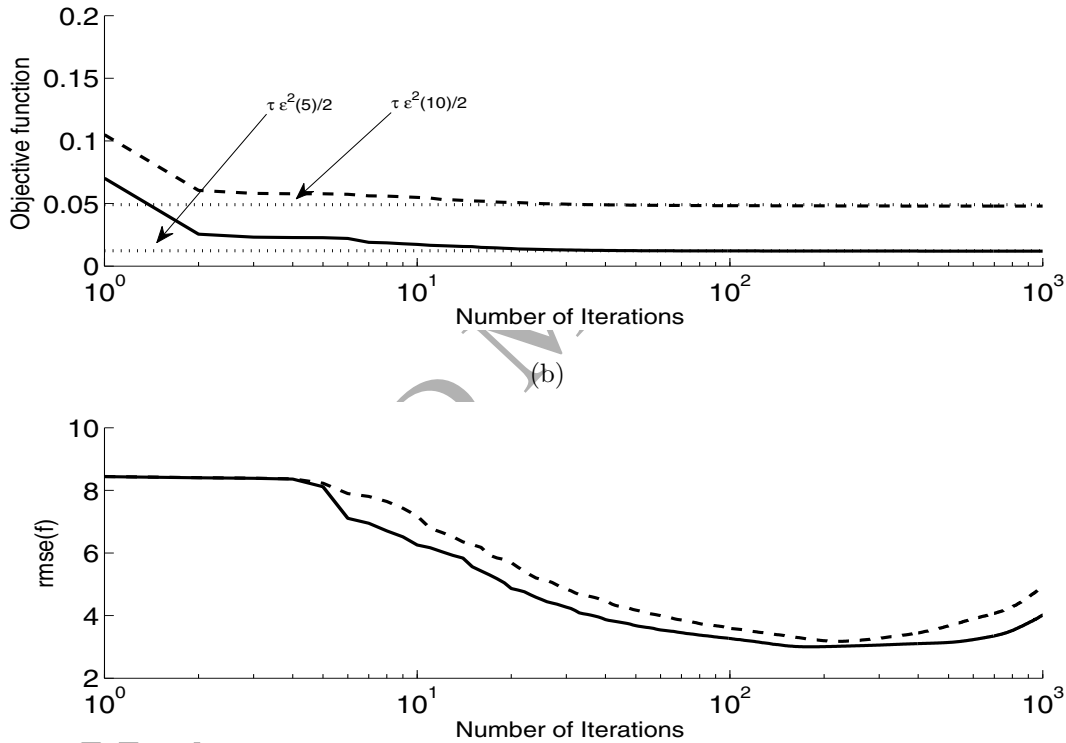 0.2
0.15
0.1
0.05
0
Objective function
τ ε²(5)/2
τ ε²(10)/2
10⁰
10¹
10²
10³
Number of Iterations
(b)
10
8
6
4
2
rmse(f)
10⁰
10¹
10²
10³
Number of Iterations